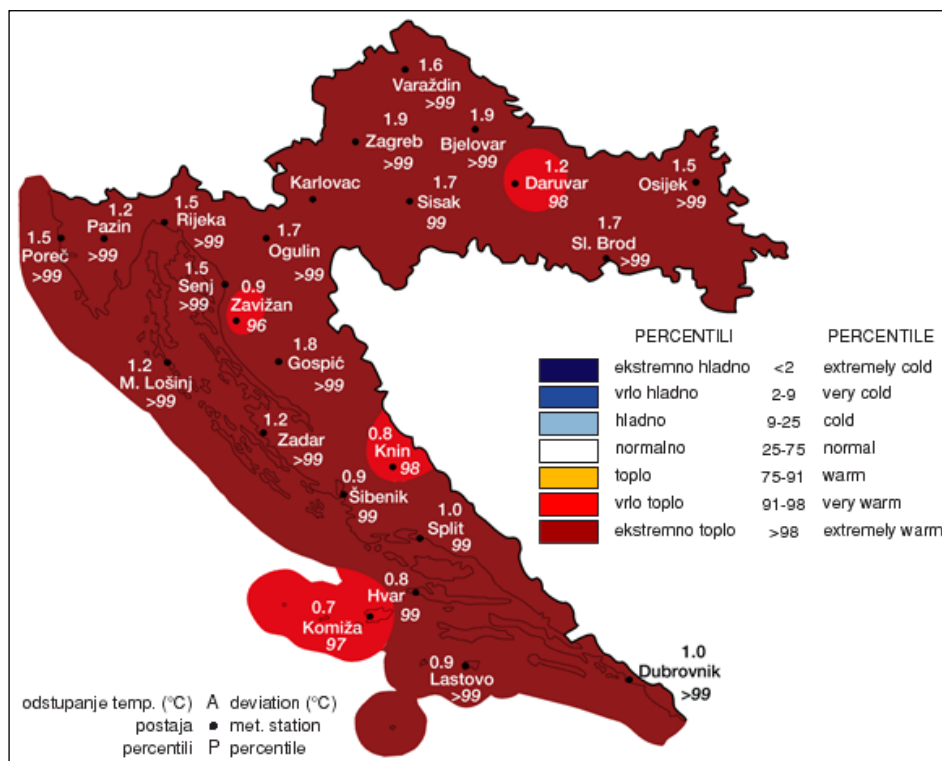 1.6
Varaždin
>99
1.9
Zagreb
>99
1.9
Bjelovar
>99
1.2
Daruvar
98
1.5
Osijek
>99
Karlovac
1.7
Sisak
99
1.7
Sl. Brod
>99
1.5
Poreč
>99
1.2
Pazin
>99
1.5
Rijeka
>99
1.7
Ogulin
>99
1.5
Senj
>99
0.9
Zavižan
96
1.8
Gospić
>99
1.2
M. Lošinj
>99
1.2
Zadar
>99
0.8
Knin
98
0.9
Šibenik
99
1.0
Split
99
0.8
Hvar
99
0.7
Komiža
97
0.9
Lastovo
>99
1.0
Dubrovnik
>99
PERCENTILI PERCENTILE
ekstremno hladno <2 extremely cold
vrlo hladno 2-9 very cold
hladno 9-25 cold
normalno 25-75 normal
toplo 75-91 warm
vrlo toplo 91-98 very warm
ekstremno toplo >98 extremely warm
odstupanje temp. (°C) A deviation (°C)
postaja met. station
percentili P percentile